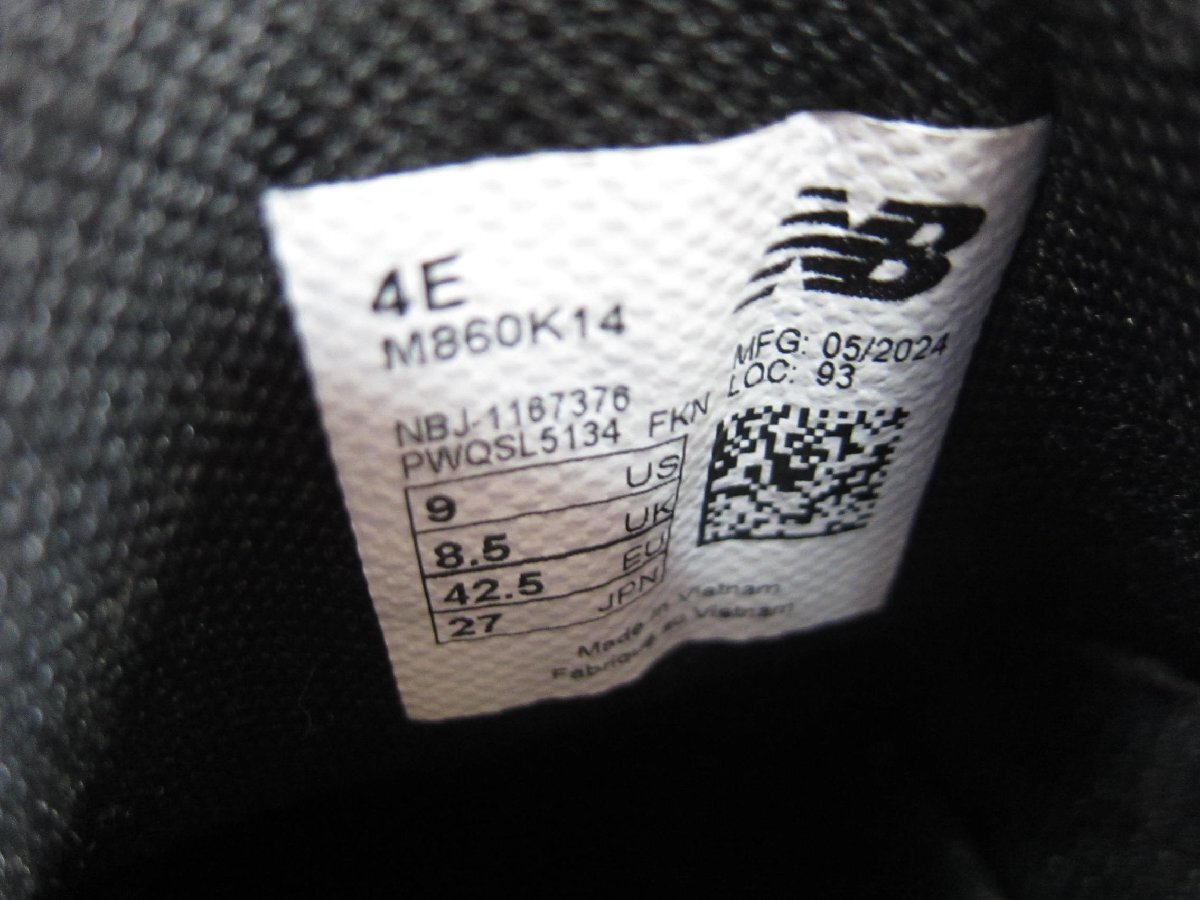 4E
M860K14
NB
MFG: 05/2024
LOC: 93
NBJ-1167376
PWQSL5134 FKN
9 US
8.5 UK
42.5 EU
27 JPN
Made in Vietnam
Fabriqué au Vietnam